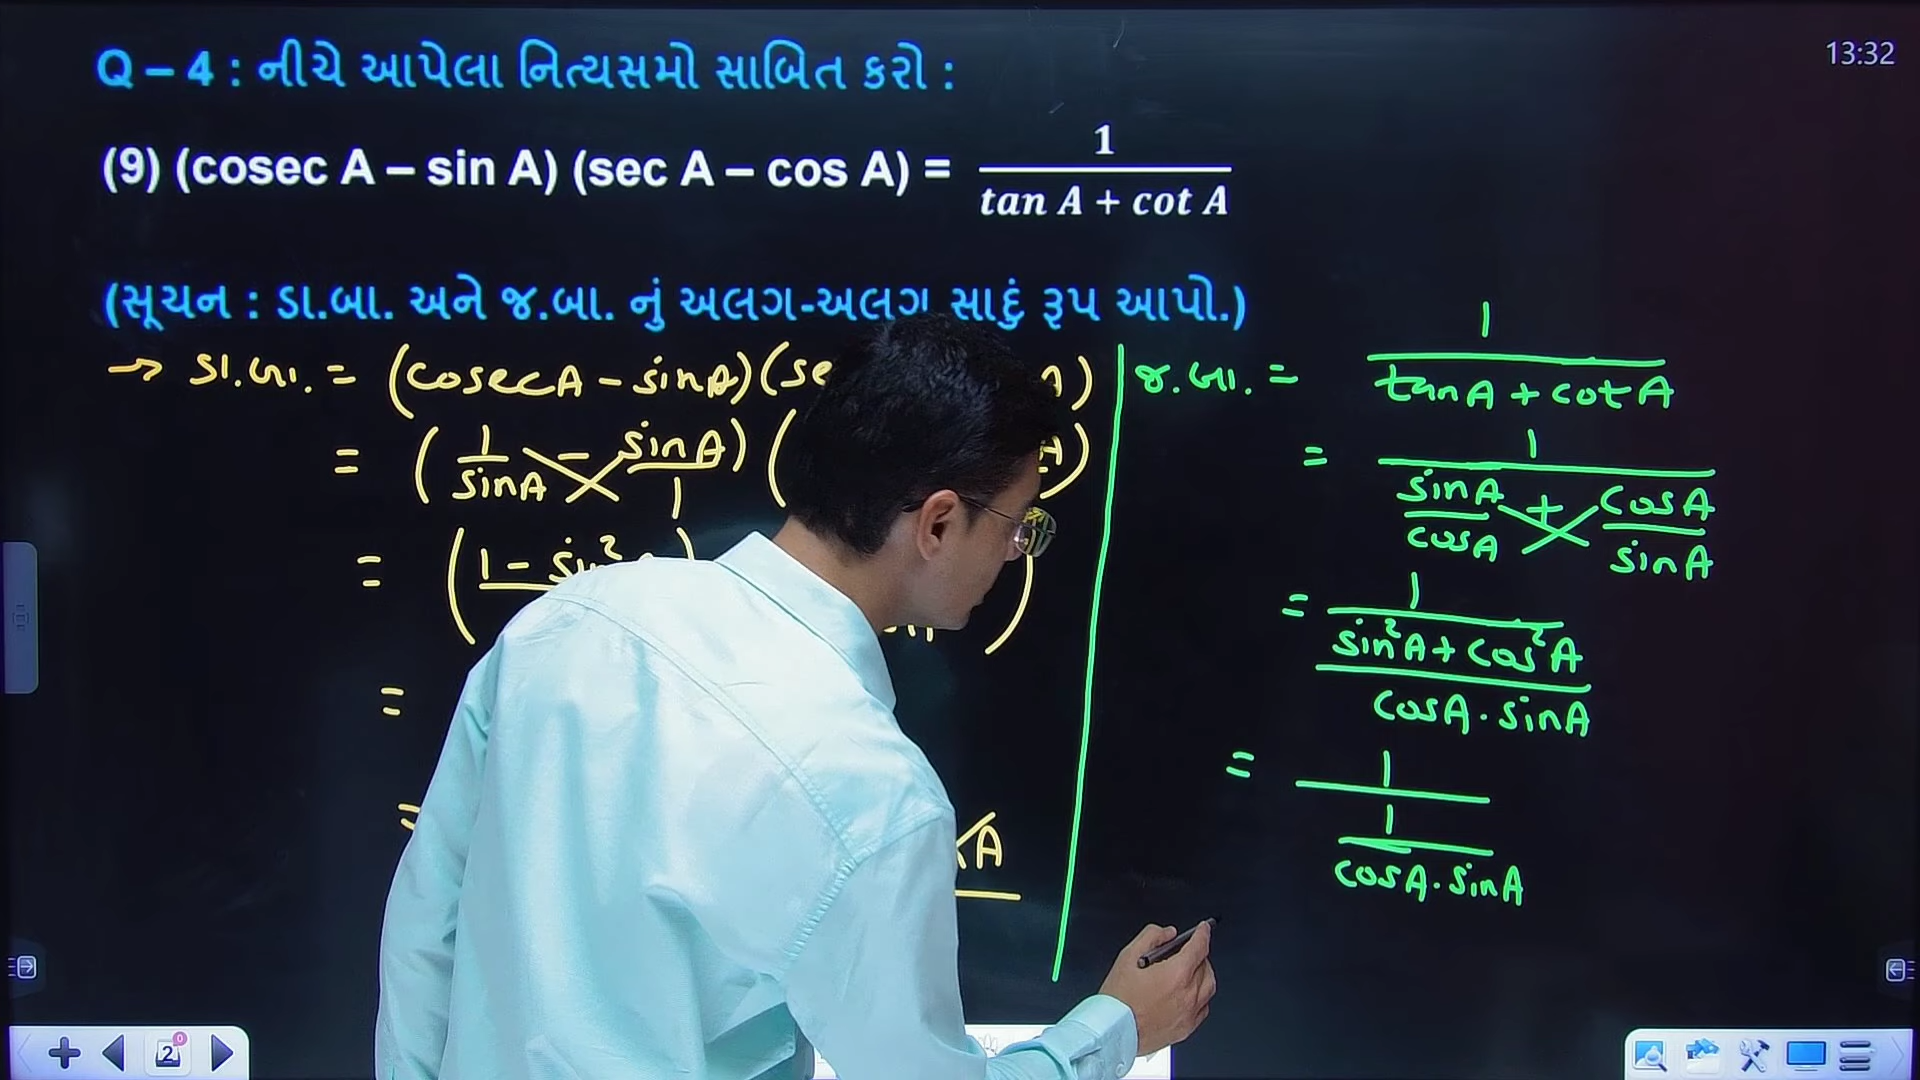 13:32
Q – 4 : નીચે આપેલા નિત્યસમો સાબિત કરો :
(9) (cosec A – sin A) (sec A – cos A) = 1 / tan A + cot A
(સૂચન : ડા.બા. અને જ.બા. નું અલગ-અલગ સાદું રૂપ આપો.)
→ ડા.બા. = (cosecA - sinA)(se A)
= (1/sinA - sinA/1) ( )
= (1 - sin² )
=
= A
જ.બા. = 1 / tanA + cotA
= 1 / sinA/cosA + cosA/sinA
= 1 / sin²A + cos²A / cosA . sinA
= 1 / 1 / cosA . sinA
2
0